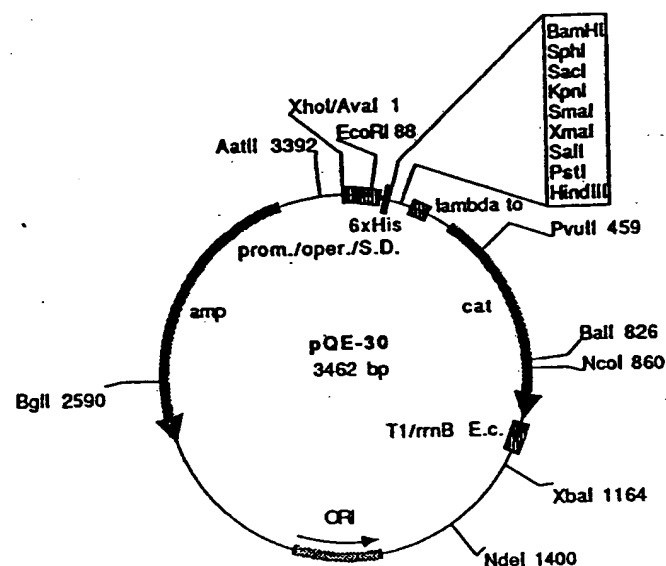 BamHI
SphI
SacI
KpnI
SmaI
XmaI
SalI
PstI
HindIII
XhoI/AvaI 1
EcoRI 88
AatII 3392
lambda to
6xHis
PvuII 459
prom./oper./S.D.
amp
cat
pQE-30
3462 bp
BalI 826
NcoI 860
BglI 2590
T1/rrnB E.c.
XbaI 1164
ORI
NdeI 1400